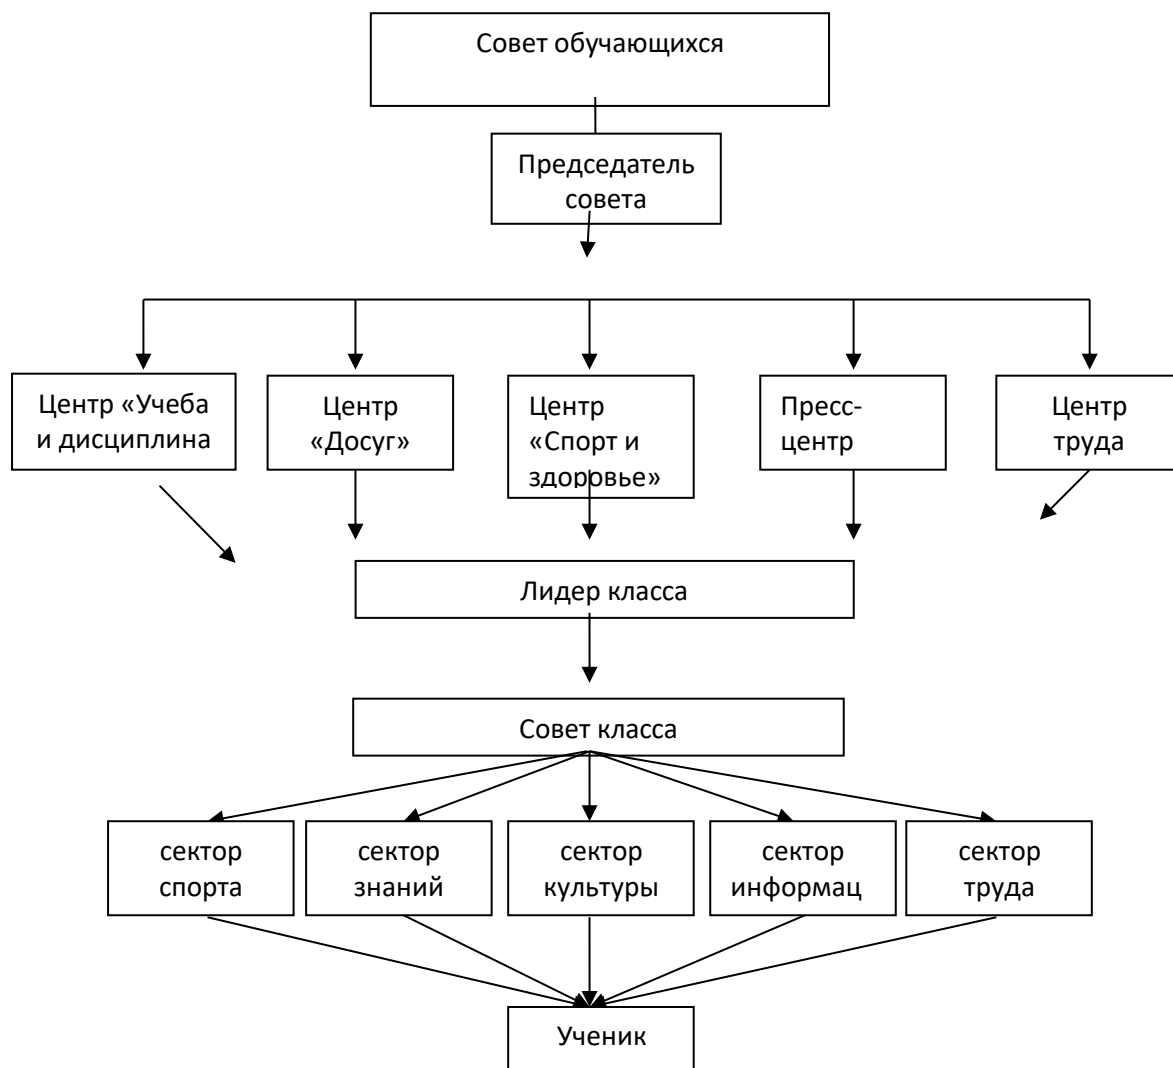 Совет обучающихся
Председатель
совета
Центр «Учеба
и дисциплина
Центр
«Досуг»
Центр
«Спорт и
здоровье»
Пресс-
центр
Центр
труда
Лидер класса
Совет класса
сектор
спорта
сектор
знаний
сектор
культуры
сектор
информац
сектор
труда
Ученик